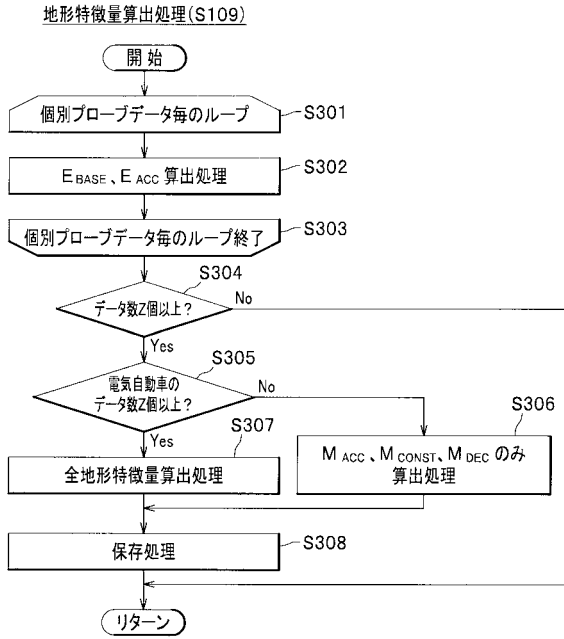 地形特徴量算出処理(S109)
開始
個別プローブデータ毎のループ
S301
EBASE、EACC 算出処理
S302
個別プローブデータ毎のループ終了
S303
S304
データ数Z個以上?
No
Yes
S305
電気自動車の
データ数Z個以上?
No
Yes
S306
MACC、MCONST、MDECのみ
算出処理
S307
全地形特徴量算出処理
保存処理
S308
リターン